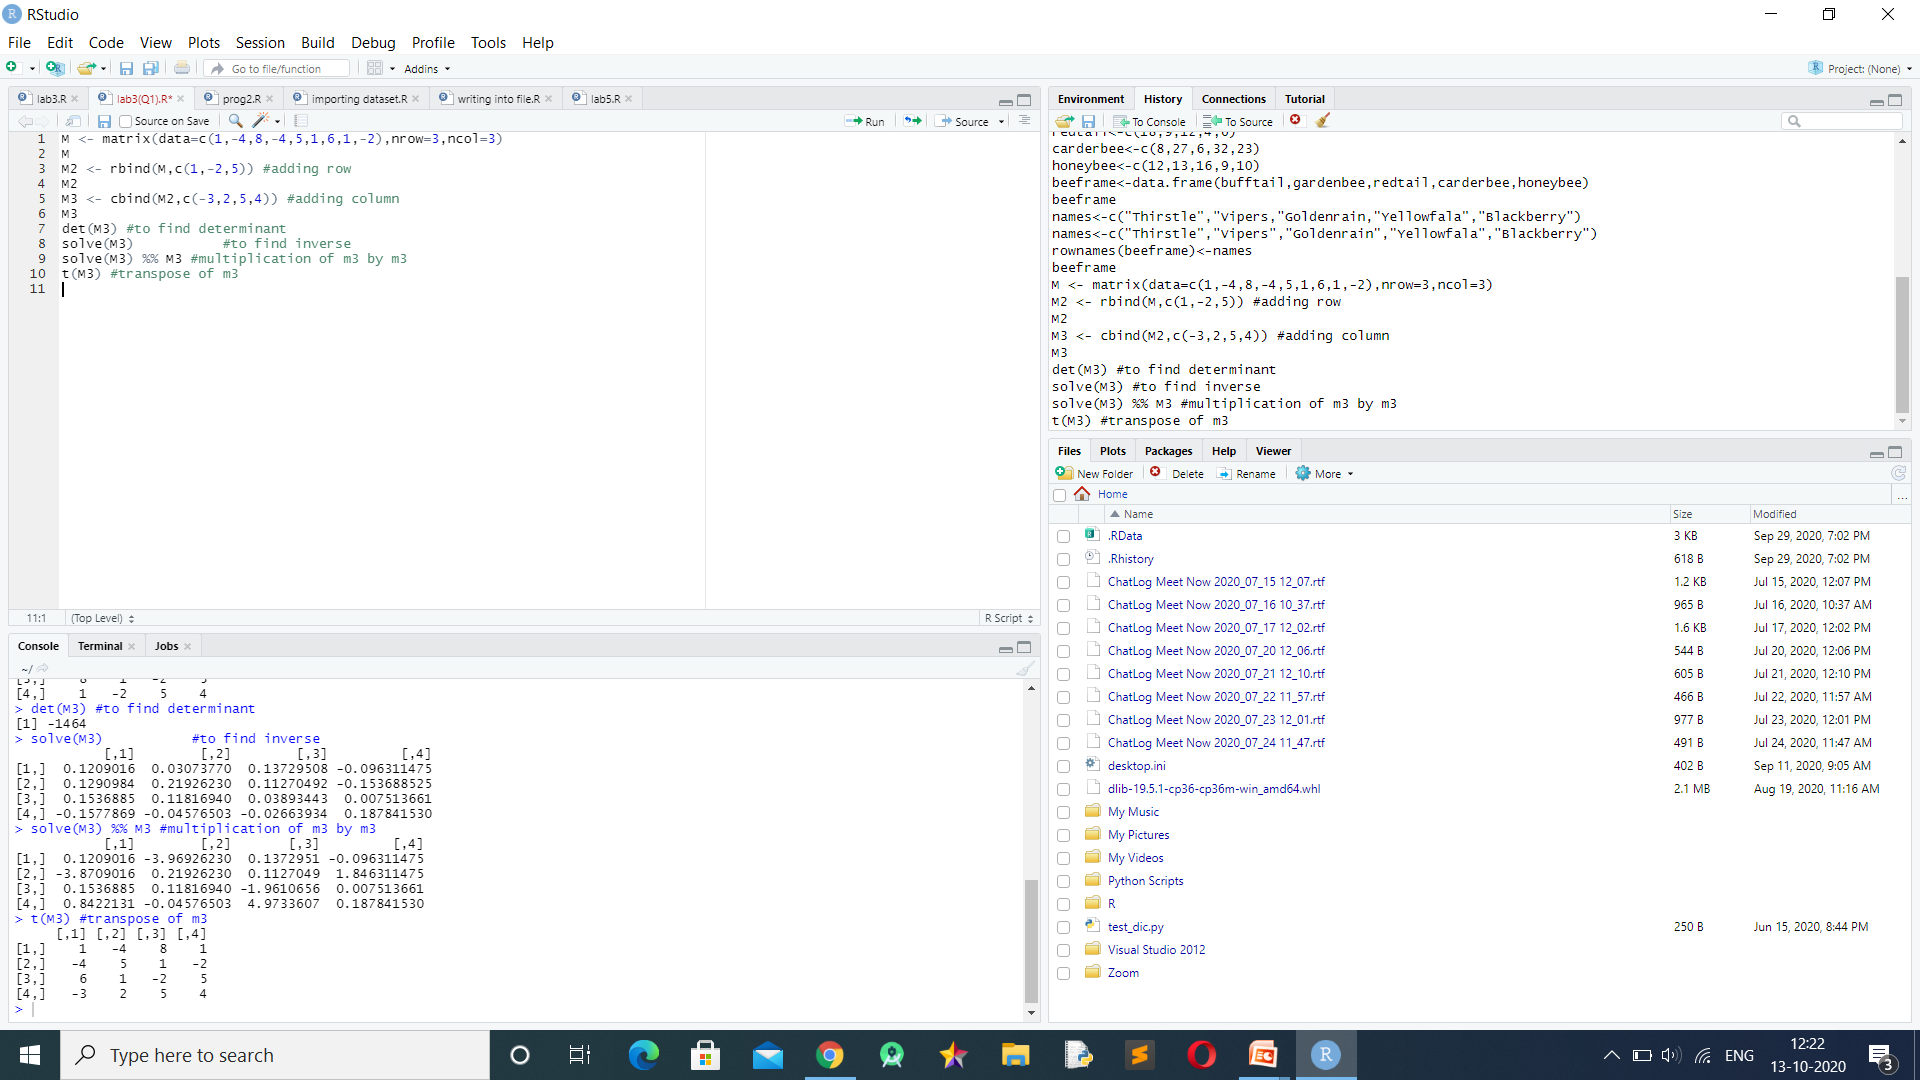 RStudio
File Edit Code View Plots Session Build Debug Profile Tools Help
Go to file/function Addins Project: (None)
lab3.R lab3(Q1).R* prog2.R importing dataset.R writing into file.R lab5.R
Source on Save Run Source
1 M <- matrix(data=c(1,-4,8,-4,5,1,6,1,-2),nrow=3,ncol=3)
2 M
3 M2 <- rbind(M,c(1,-2,5)) #adding row
4 M2
5 M3 <- cbind(M2,c(-3,2,5,4)) #adding column
6 M3
7 det(M3) #to find determinant
8 solve(M3) #to find inverse
9 solve(M3) %% M3 #multiplication of m3 by m3
10 t(M3) #transpose of m3
11
11:1 (Top Level) R Script
Console Terminal Jobs
~/
[4,] 1 -2 5 4
> det(M3) #to find determinant
[1] -1464
> solve(M3) #to find inverse
[,1] [,2] [,3] [,4]
[1,] 0.1209016 0.03073770 0.13729508 -0.096311475
[2,] 0.1290984 0.21926230 0.11270492 -0.153688525
[3,] 0.1536885 0.11816940 0.03893443 0.007513661
[4,] -0.1577869 -0.04576503 -0.02663934 0.187841530
> solve(M3) %% M3 #multiplication of m3 by m3
[,1] [,2] [,3] [,4]
[1,] 0.1209016 -3.96926230 0.1372951 -0.096311475
[2,] -3.8709016 0.21926230 0.1127049 1.846311475
[3,] 0.1536885 0.11816940 -1.9610656 0.007513661
[4,] 0.8422131 -0.04576503 4.9733607 0.187841530
> t(M3) #transpose of m3
[,1] [,2] [,3] [,4]
[1,] 1 -4 8 1
[2,] -4 5 1 -2
[3,] 6 1 -2 5
[4,] -3 2 5 4
>
Environment History Connections Tutorial
To Console To Source
redtail<-c(18,9,12,4,6)
carderbee<-c(8,27,6,32,23)
honeybee<-c(12,13,16,9,10)
beeframe<-data.frame(bufftail,gardenbee,redtail,carderbee,honeybee)
beeframe
names<-c("Thirstle","Vipers,"Goldenrain,"Yellowfala","Blackberry")
names<-c("Thirstle","Vipers","Goldenrain","Yellowfala","Blackberry")
rownames(beeframe)<-names
beeframe
M <- matrix(data=c(1,-4,8,-4,5,1,6,1,-2),nrow=3,ncol=3)
M2 <- rbind(M,c(1,-2,5)) #adding row
M2
M3 <- cbind(M2,c(-3,2,5,4)) #adding column
M3
det(M3) #to find determinant
solve(M3) #to find inverse
solve(M3) %% M3 #multiplication of m3 by m3
t(M3) #transpose of m3
Files Plots Packages Help Viewer
New Folder Delete Rename More
Home ...
Name Size Modified
.RData 3 KB Sep 29, 2020, 7:02 PM
.Rhistory 618 B Sep 29, 2020, 7:02 PM
ChatLog Meet Now 2020_07_15 12_07.rtf 1.2 KB Jul 15, 2020, 12:07 PM
ChatLog Meet Now 2020_07_16 10_37.rtf 965 B Jul 16, 2020, 10:37 AM
ChatLog Meet Now 2020_07_17 12_02.rtf 1.6 KB Jul 17, 2020, 12:02 PM
ChatLog Meet Now 2020_07_20 12_06.rtf 544 B Jul 20, 2020, 12:06 PM
ChatLog Meet Now 2020_07_21 12_10.rtf 605 B Jul 21, 2020, 12:10 PM
ChatLog Meet Now 2020_07_22 11_57.rtf 466 B Jul 22, 2020, 11:57 AM
ChatLog Meet Now 2020_07_23 12_01.rtf 977 B Jul 23, 2020, 12:01 PM
ChatLog Meet Now 2020_07_24 11_47.rtf 491 B Jul 24, 2020, 11:47 AM
desktop.ini 402 B Sep 11, 2020, 9:05 AM
dlib-19.5.1-cp36-cp36m-win_amd64.whl 2.1 MB Aug 19, 2020, 11:16 AM
My Music
My Pictures
My Videos
Python Scripts
R
test_dic.py 250 B Jun 15, 2020, 8:44 PM
Visual Studio 2012
Zoom
Type here to search
ENG
12:22
13-10-2020
3